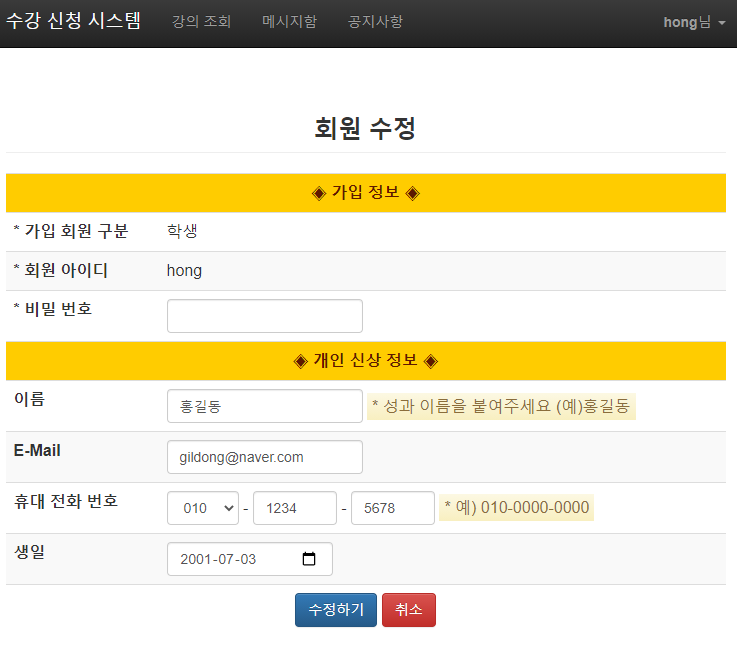 수강 신청 시스템 강의 조회 메시지함 공지사항 hong님
회원 수정
◈ 가입 정보 ◈
* 가입 회원 구분 학생
* 회원 아이디 hong
* 비밀 번호
◈ 개인 신상 정보 ◈
이름 홍길동 * 성과 이름을 붙여주세요 (예)홍길동
E-Mail gildong@naver.com
휴대 전화 번호 010 - 1234 - 5678 * 예) 010-0000-0000
생일 2001-07-03
수정하기 취소